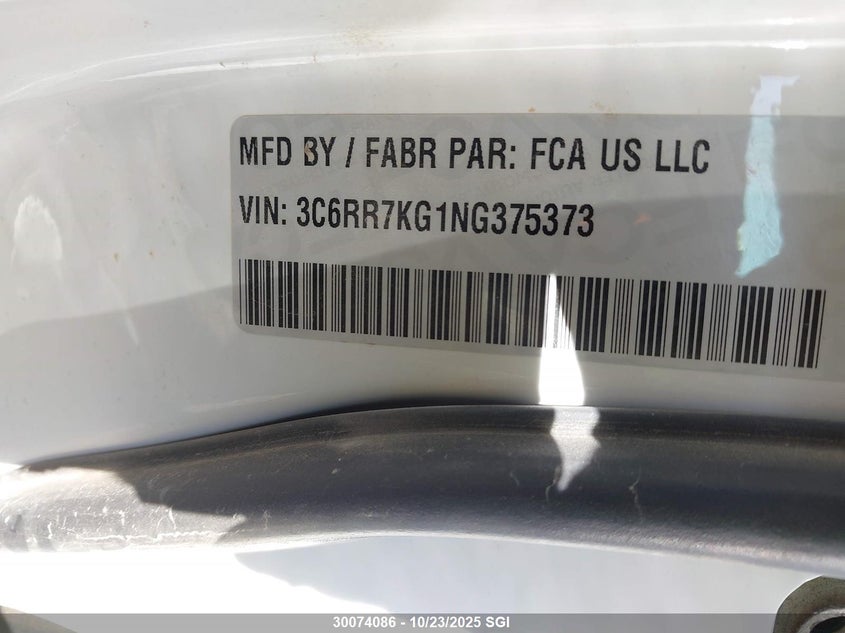 MFD BY / FABR PAR: FCA US LLC
VIN: 3C6RR7KG1NG375373
30074086 - 10/23/2025 SGI